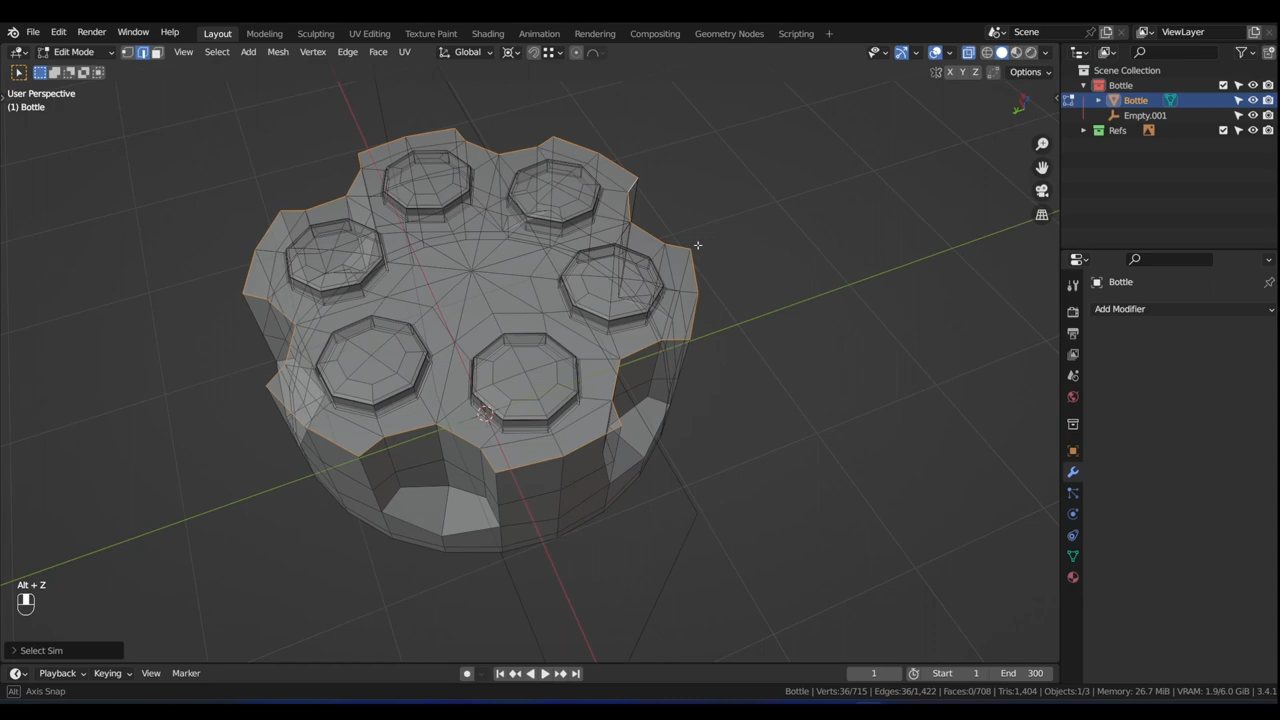 File Edit Render Window Help Layout Modeling Sculpting UV Editing Texture Paint Shading Animation Rendering Compositing Geometry Nodes Scripting + Scene ViewLayer
Edit Mode View Select Add Mesh Vertex Edge Face UV Global
X Y Z Options
Scene Collection
User Perspective
(1) Bottle
Bottle
Bottle
Empty.001
Refs
Bottle
Add Modifier
Alt + Z
Select Sim
Playback Keying View Marker 1 Start 1 End 300
Alt Axis Snap Bottle | Verts:36/715 | Edges:36/1,422 | Faces:0/708 | Tris:1,404 | Objects:1/3 | Memory: 26.7 MiB | VRAM: 1.9/6.0 GiB | 3.4.1